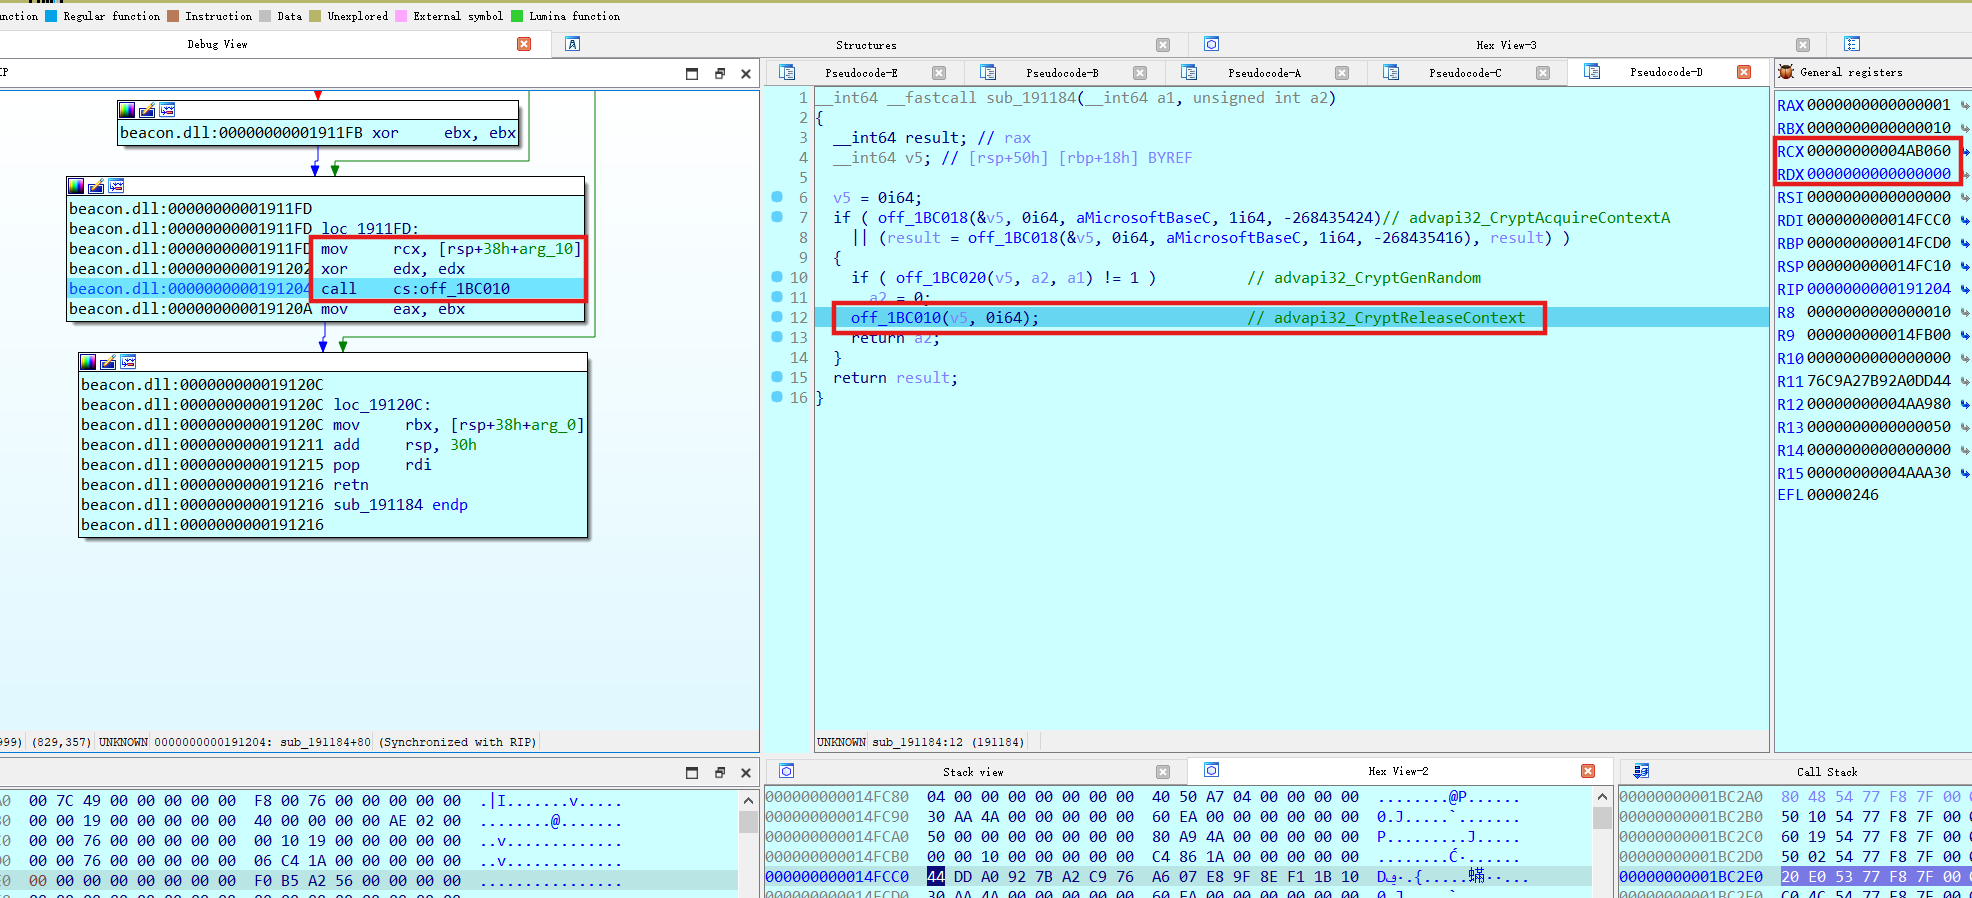 Regular function Instruction Data Unexplored External symbol Lumina function
Debug View
Structures
Hex View-3
Pseudocode-E
Pseudocode-B
Pseudocode-A
Pseudocode-C
Pseudocode-D
General registers
beacon.dll:00000000001911FB xor ebx, ebx
beacon.dll:00000000001911FD
beacon.dll:00000000001911FD loc_1911FD:
beacon.dll:00000000001911FD mov rcx, [rsp+38h+arg_10]
beacon.dll:0000000000191202 xor edx, edx
beacon.dll:0000000000191204 call cs:off_1BC010
beacon.dll:000000000019120A mov eax, ebx
beacon.dll:000000000019120C
beacon.dll:000000000019120C loc_19120C:
beacon.dll:000000000019120C mov rbx, [rsp+38h+arg_0]
beacon.dll:0000000000191211 add rsp, 30h
beacon.dll:0000000000191215 pop rdi
beacon.dll:0000000000191216 retn
beacon.dll:0000000000191216 sub_191184 endp
beacon.dll:0000000000191216
(829,357) UNKNOWN 0000000000191204: sub_191184+80 (Synchronized with RIP)
1 __int64 __fastcall sub_191184(__int64 a1, unsigned int a2)
2 {
3 __int64 result; // rax
4 __int64 v5; // [rsp+50h] [rbp+18h] BYREF
5
6 v5 = 0i64;
7 if ( off_1BC018(&v5, 0i64, aMicrosoftBaseC, 1i64, -268435424)// advapi32_CryptAcquireContextA
8 || (result = off_1BC018(&v5, 0i64, aMicrosoftBaseC, 1i64, -268435416), result) )
9 {
10 if ( off_1BC020(v5, a2, a1) != 1 ) // advapi32_CryptGenRandom
11 a2 = 0;
12 off_1BC010(v5, 0i64); // advapi32_CryptReleaseContext
13 return a2;
14 }
15 return result;
16 }
UNKNOWN sub_191184:12 (191184)
RAX 0000000000000001
RBX 0000000000000010
RCX 00000000004AB060
RDX 0000000000000000
RSI 0000000000000000
RDI 000000000014FCC0
RBP 000000000014FCD0
RSP 000000000014FC10
RIP 0000000000191204
R8 0000000000000010
R9 000000000014FB00
R10 0000000000000000
R11 76C9A27B92A0DD44
R12 00000000004AA980
R13 0000000000000050
R14 0000000000000000
R15 00000000004AAA30
EFL 00000246
00 7C 49 00 00 00 00 00 F8 00 76 00 00 00 00 00 .|I.......v.....
00 00 19 00 00 00 00 00 40 00 00 00 00 AE 02 00 ........@.......
00 00 76 00 00 00 00 00 00 10 19 00 00 00 00 00 ..v.............
00 00 76 00 00 00 00 00 06 C4 1A 00 00 00 00 00 ..v.............
00 00 00 00 00 00 00 00 F0 B5 A2 56 00 00 00 00
Stack view
Hex View-2
Call Stack
000000000014FC80 04 00 00 00 00 00 00 00 40 50 A7 04 00 00 00 00 ........@P......
000000000014FC90 30 AA 4A 00 00 00 00 00 60 EA 00 00 00 00 00 00 0.J.....`.......
000000000014FCA0 50 00 00 00 00 00 00 00 80 A9 4A 00 00 00 00 00 P.........J.....
000000000014FCB0 00 00 10 00 00 00 00 00 C4 86 1A 00 00 00 00 00
000000000014FCC0 44 DD A0 92 7B A2 C9 76 A6 07 E8 9F 8E F1 1B 10
000000000014FCD0 30 AA 4A 00 00 00 00 00 60 EA 00 00 00 00 00 00
00000000001BC2A0 80 48 54 77 F8 7F 00
00000000001BC2B0 50 10 54 77 F8 7F 00
00000000001BC2C0 60 19 54 77 F8 7F 00
00000000001BC2D0 50 02 54 77 F8 7F 00
00000000001BC2E0 20 E0 53 77 F8 7F 00